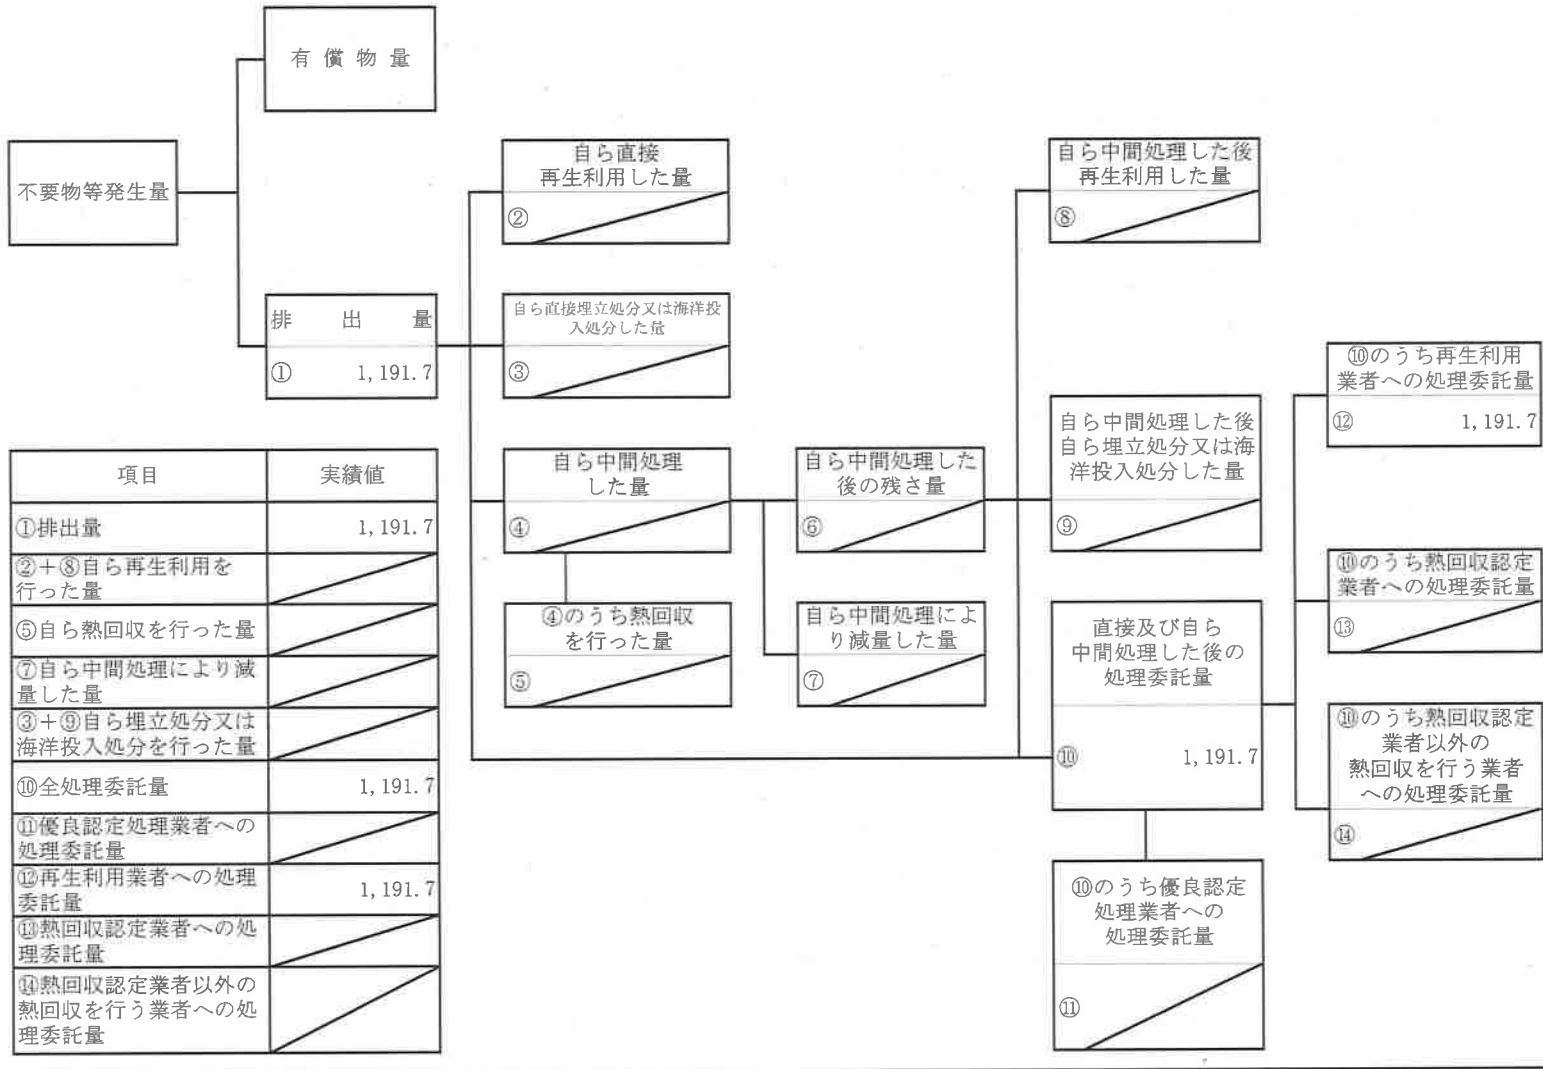 有償物量
不要物等発生量
排出量
① 1,191.7
自ら直接
再生利用した量
②
自ら直接埋立処分又は海洋投
入処分した量
③
自ら中間処理
した量
④
④のうち熱回収
を行った量
⑤
自ら中間処理した
後の残さ量
⑥
自ら中間処理によ
り減量した量
⑦
自ら中間処理した後
再生利用した量
⑧
自ら中間処理した後
自ら埋立処分又は海
洋投入処分した量
⑨
直接及び自ら
中間処理した後の
処理委託量
⑩ 1,191.7
⑩のうち優良認定
処理業者への
処理委託量
⑪
⑩のうち再生利用
業者への処理委託量
⑫ 1,191.7
⑩のうち熱回収認定
業者への処理委託量
⑬
⑩のうち熱回収認定
業者以外の
熱回収を行う業者
への処理委託量
⑭
項目 実績値
①排出量 1,191.7
②＋⑧自ら再生利用を
行った量
⑤自ら熱回収を行った量
⑦自ら中間処理により減
量した量
③＋⑨自ら埋立処分又は
海洋投入処分を行った量
⑩全処理委託量 1,191.7
⑪優良認定処理業者への
処理委託量
⑫再生利用業者への処理
委託量 1,191.7
⑬熱回収認定業者への処
理委託量
⑭熱回収認定業者以外の
熱回収を行う業者への処
理委託量